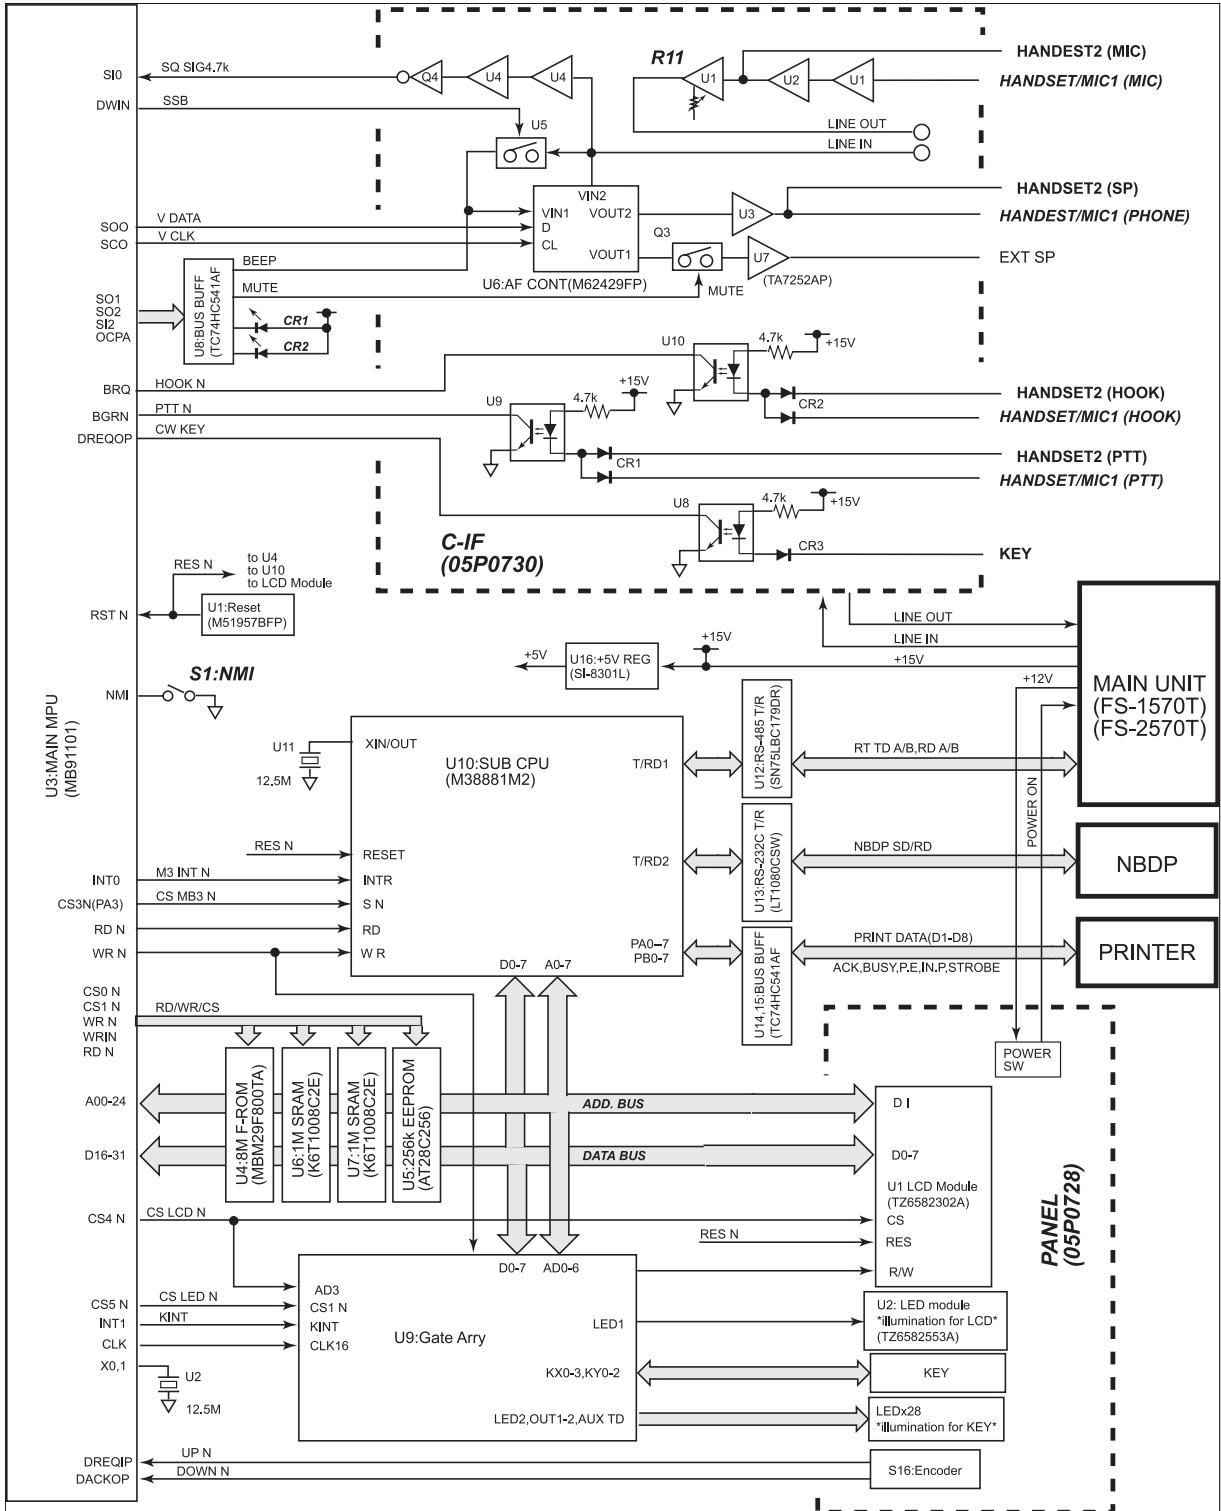 SI0
SQ SIG4.7k
Q4
U4
U4
R11
U1
U2
U1
HANDEST2 (MIC)
HANDSET/MIC1 (MIC)
DWIN
SSB
U5
LINE OUT
LINE IN
VIN2
VIN1
VOUT2
D
CL
VOUT1
U6:AF CONT(M62429FP)
U3
HANDSET2 (SP)
HANDEST/MIC1 (PHONE)
Q3
MUTE
U7
(TA7252AP)
EXT SP
SOO
V DATA
SCO
V CLK
BEEP
MUTE
SO1
SO2
SI2
OCPA
U8:BUS BUFF
(TC74HC541AF
CR1
CR2
U10
4.7k
+15V
CR2
BRQ
HOOK N
HANDSET2 (HOOK)
HANDSET/MIC1 (HOOK)
BGRN
PTT N
U9
4.7k
+15V
CR1
DREQOP
CW KEY
HANDSET2 (PTT)
HANDSET/MIC1 (PTT)
U8
4.7k
+15V
CR3
KEY
C-IF
(05P0730)
RES N
to U4
to U10
to LCD Module
RST N
U1:Reset
(M51957BFP)
LINE OUT
LINE IN
+15V
+5V
U16:+5V REG
(SI-8301L)
+15V
+12V
MAIN UNIT
(FS-1570T)
(FS-2570T)
S1:NMI
NMI
U3:MAIN MPU
(MB91101)
U11
12.5M
XIN/OUT
U10:SUB CPU
(M38881M2)
T/RD1
U12:RS-485 T/R
(SN75LBC179DR)
RT TD A/B,RD A/B
POWER ON
RES N
RESET
T/RD2
U13:RS-232C T/R
(LT1080CSW)
NBDP SD/RD
NBDP
INT0
M3 INT N
INTR
CS3N(PA3)
CS MB3 N
S N
RD N
RD
WR N
W R
PA0–7
PB0-7
D0-7
A0-7
U14,15:BUS BUFF
(TC74HC541AF
PRINT DATA(D1-D8)
ACK,BUSY,P.E,IN.P,STROBE
PRINTER
CS0 N
CS1 N
WR N
WRIN
RD N
RD/WR/CS
POWER
SW
U4:8M F-ROM
(MBM29F800TA)
U6:1M SRAM
(K6T1008C2E)
U7:1M SRAM
(K6T1008C2E)
U5:256k EEPROM
(AT28C256)
A00-24
ADD. BUS
D I
D16-31
DATA BUS
D0-7
U1 LCD Module
(TZ6582302A)
CS4 N
CS LCD N
CS
RES N
RES
R/W
PANEL
(05P0728)
D0-7
AD0-6
AD3
CS5 N
CS LED N
CS1 N
INT1
KINT
KINT
CLK
CLK16
U9:Gate Arry
LED1
U2: LED module
*illumination for LCD*
(TZ6582553A)
X0,1
U2
12.5M
KX0-3,KY0-2
KEY
LED2,OUT1-2,AUX TD
LEDx28
*illumination for KEY*
DREQIP
UP N
DACKOP
DOWN N
S16:Encoder